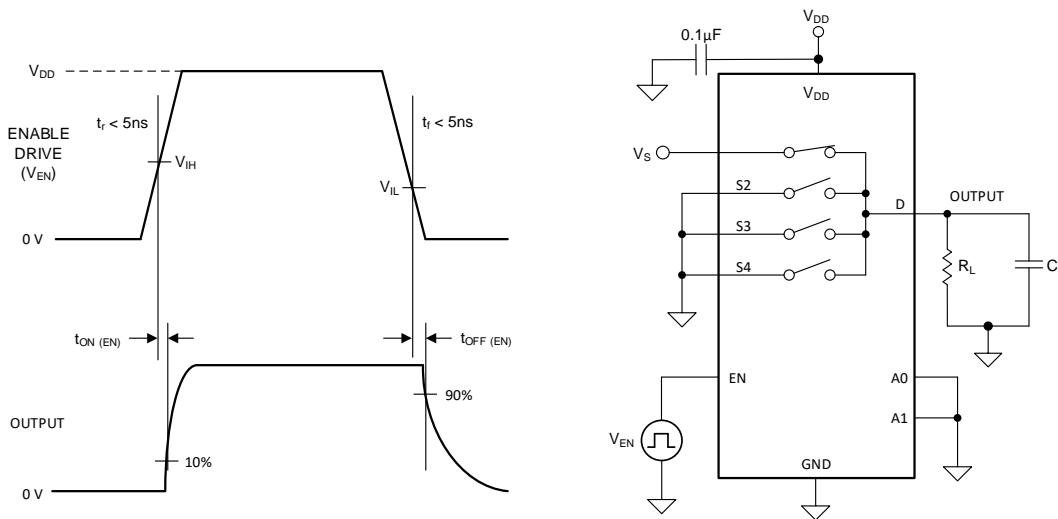 V_DD
t_r < 5ns
t_f < 5ns
ENABLE
DRIVE
(V_EN)
V_IH
V_IL
0 V
t_ON (EN)
t_OFF (EN)
90%
OUTPUT
10%
0 V
V_DD
0.1µF
V_DD
V_S
S2
S3
S4
D
OUTPUT
R_L
C
EN
A0
A1
V_EN
GND